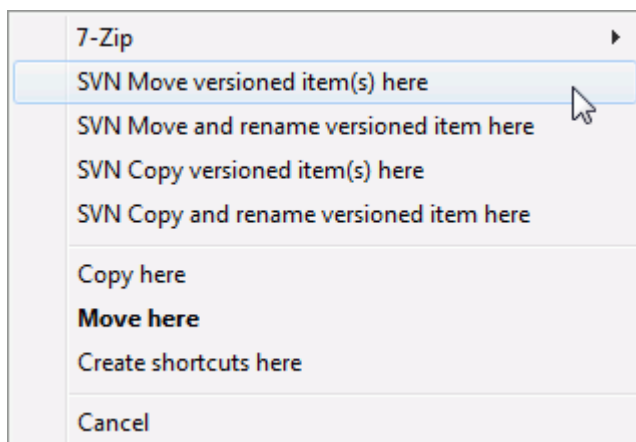 7-Zip
SVN Move versioned item(s) here
SVN Move and rename versioned item here
SVN Copy versioned item(s) here
SVN Copy and rename versioned item here
Copy here
Move here
Create shortcuts here
Cancel